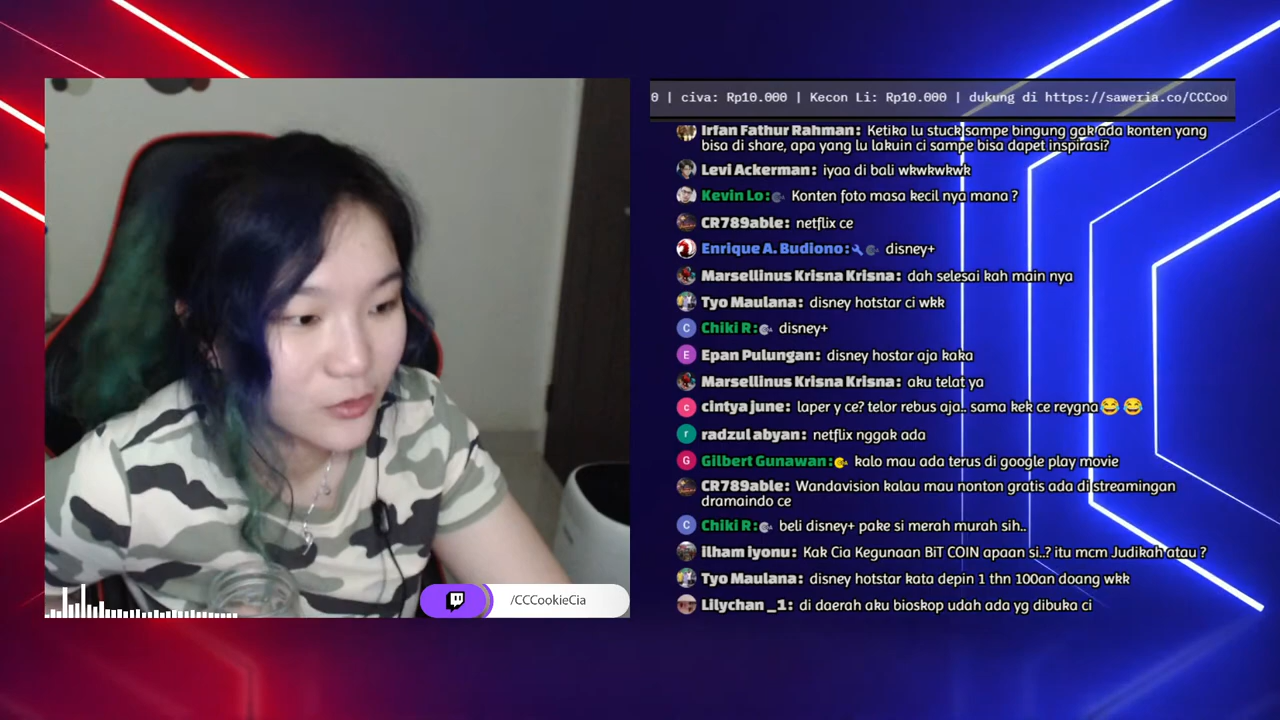 0 | civa: Rp10.000 | Kecon Li: Rp10.000 | dukung di https://saweria.co/CCCoo
Irfan Fathur Rahman: Ketika lu stuck sampe bingung gak ada konten yang
bisa di share, apa yang lu lakuin ci sampe bisa dapet inspirasi?
Levi Ackerman: iyaa di bali wkwkwkwk
Kevin Lo: Konten foto masa kecil nya mana ?
CR789able: netflix ce
Enrique A. Budiono: disney+
Marsellinus Krisna Krisna: dah selesai kah main nya
Tyo Maulana: disney hotstar ci wkk
C Chiki R: disney+
E Epan Pulungan: disney hostar aja kaka
Marsellinus Krisna Krisna: aku telat ya
c cintya june: laper y ce? telor rebus aja.. sama kek ce reygna😂 😂
r radzul abyan: netflix nggak ada
G Gilbert Gunawan: kalo mau ada terus di google play movie
CR789able: Wandavision kalau mau nonton gratis ada di streamingan
dramaindo ce
C Chiki R: beli disney+ pake si merah murah sih..
ilham iyonu: Kak Cia Kegunaan BiT COIN apaan si..? itu mcm Judikah atau ?
Tyo Maulana: disney hotstar kata depin 1 thn 100an doang wkk
Lilychan _1: di daerah aku bioskop udah ada yg dibuka ci
/CCCookieCia